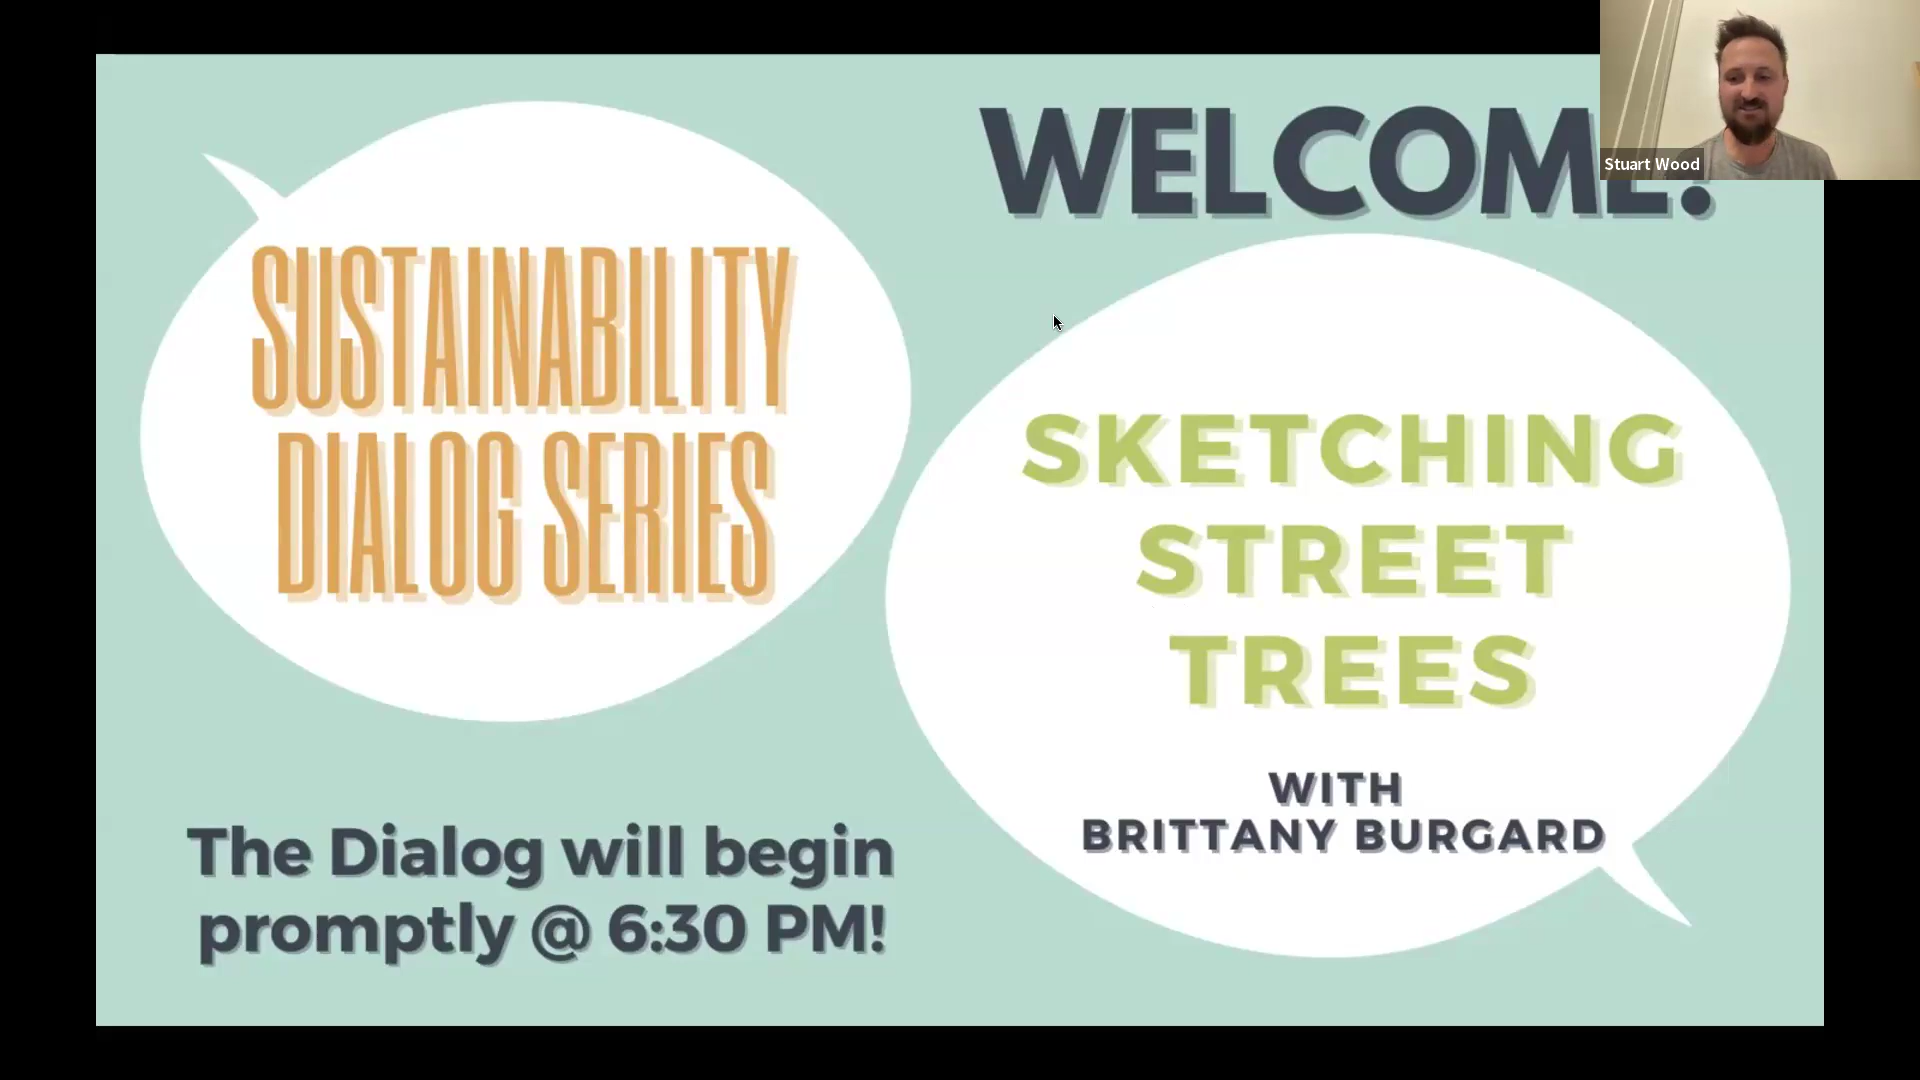 WELCOME!
Stuart Wood
SUSTAINABILITY
DIALOG SERIES
SKETCHING
STREET
TREES
WITH
BRITTANY BURGARD
The Dialog will begin
promptly @ 6:30 PM!